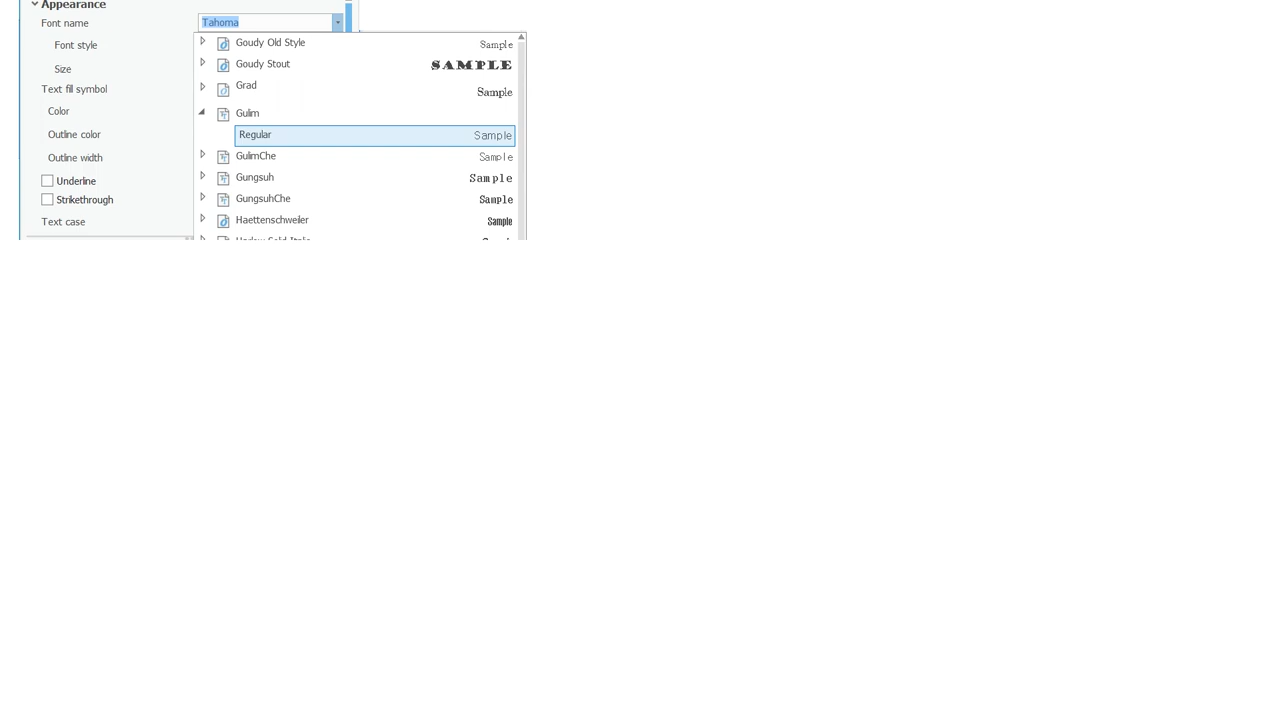 Appearance
Font name Tahoma
Font style
Size
Text fill symbol
Color
Outline color
Outline width
Underline
Strikethrough
Text case
Goudy Old Style Sample
Goudy Stout SAMPLE
Grad Sample
Gulim
Regular Sample
GulimChe Sample
Gungsuh Sample
GungsuhChe Sample
Haettenschweiler Sample